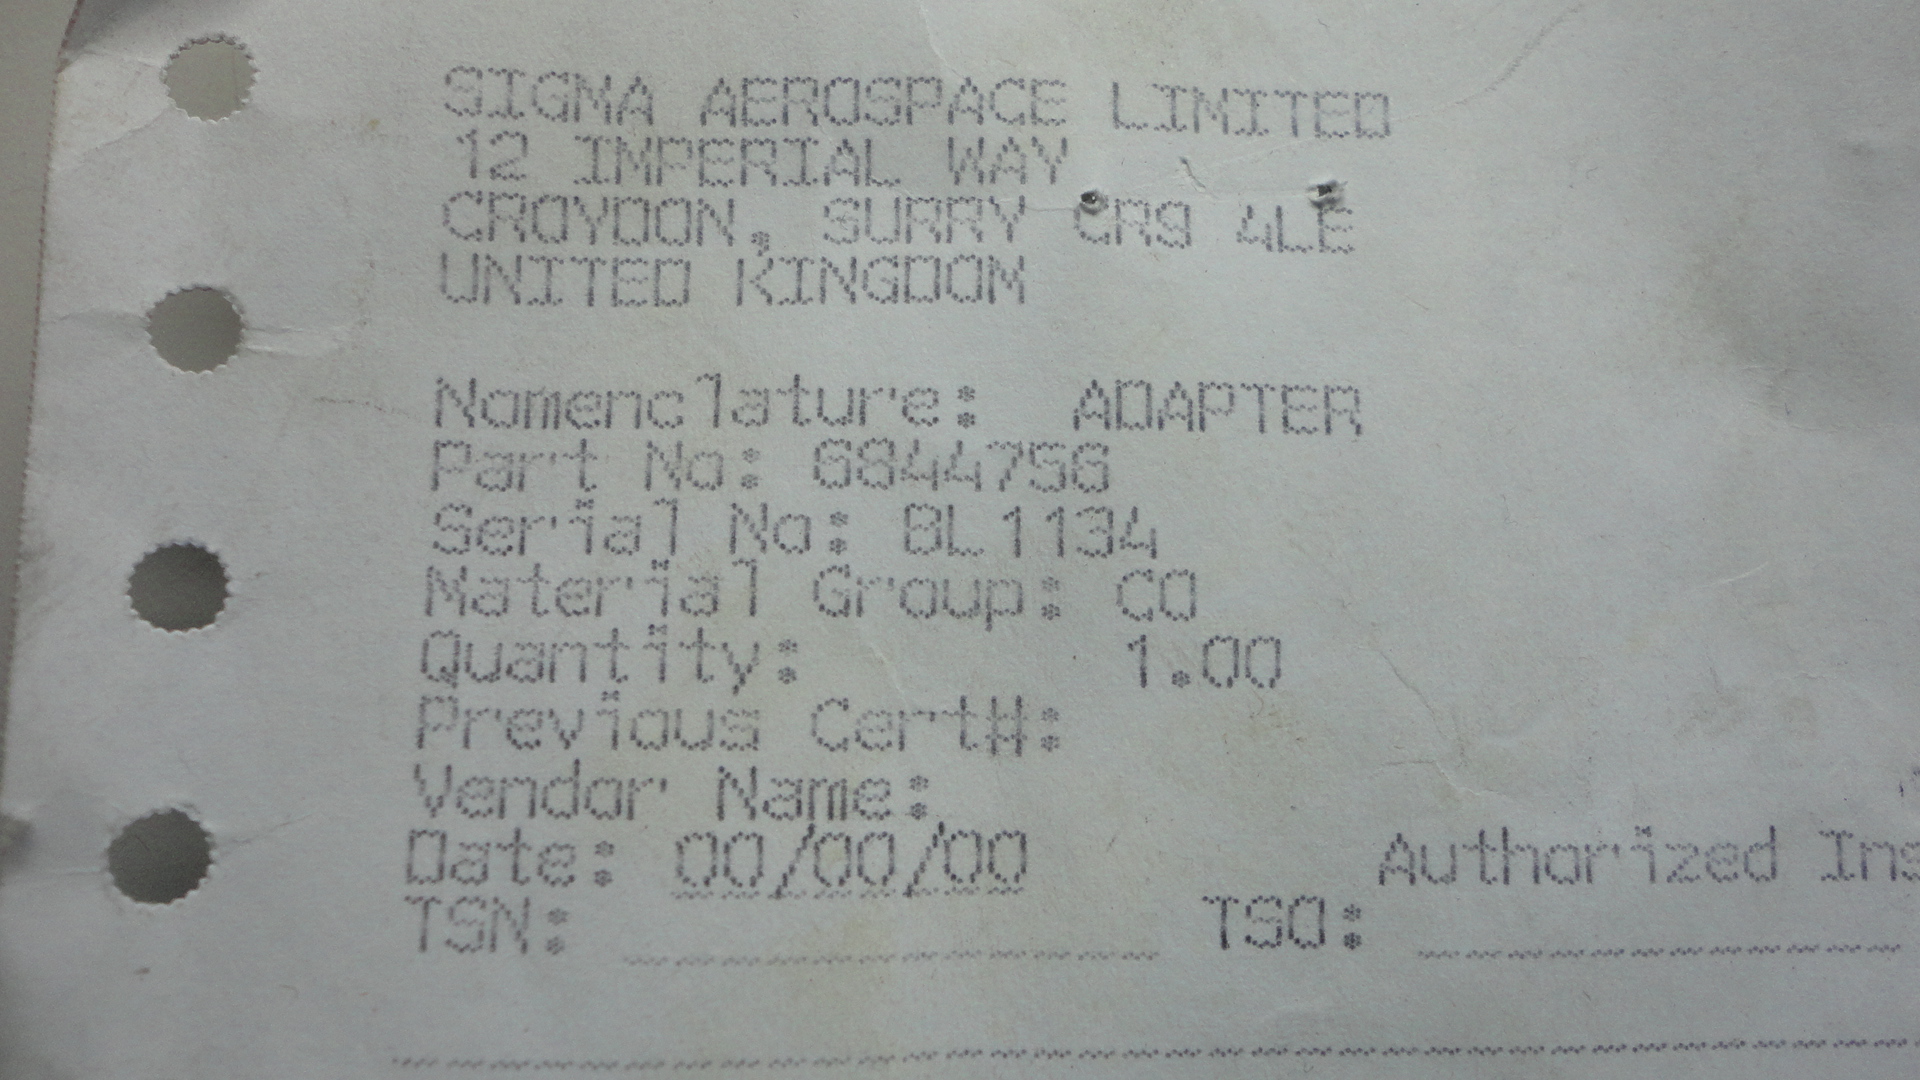 SIGMA AEROSPACE LIMITED
12 IMPERIAL WAY
CROYDON, SURRY CR9 4LE
UNITED KINGDOM
Nomenclature: ADAPTER
Part No: 6844756
Serial No: BL1134
Material Group: CO
Quantity: 1.00
Previous Cert#:
Vendor Name:
Date: 00/00/00 Authorized Ins
TSN: TSO: